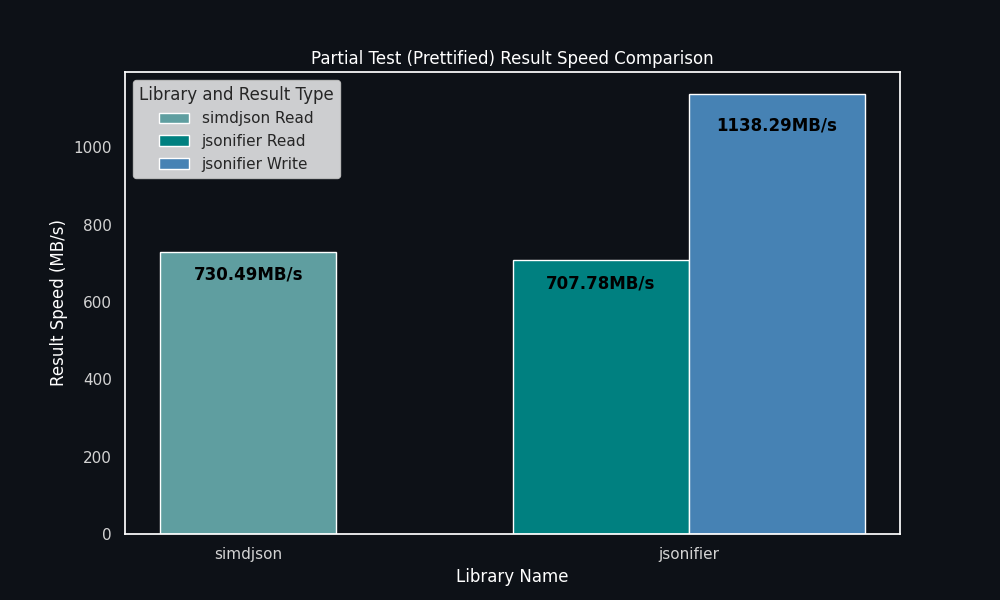 Partial Test (Prettified) Result Speed Comparison
Library and Result Type
simdjson Read
jsonifier Read
jsonifier Write
1138.29MB/s
730.49MB/s
707.78MB/s
Result Speed (MB/s)
1000
800
600
400
200
0
simdjson
jsonifier
Library Name